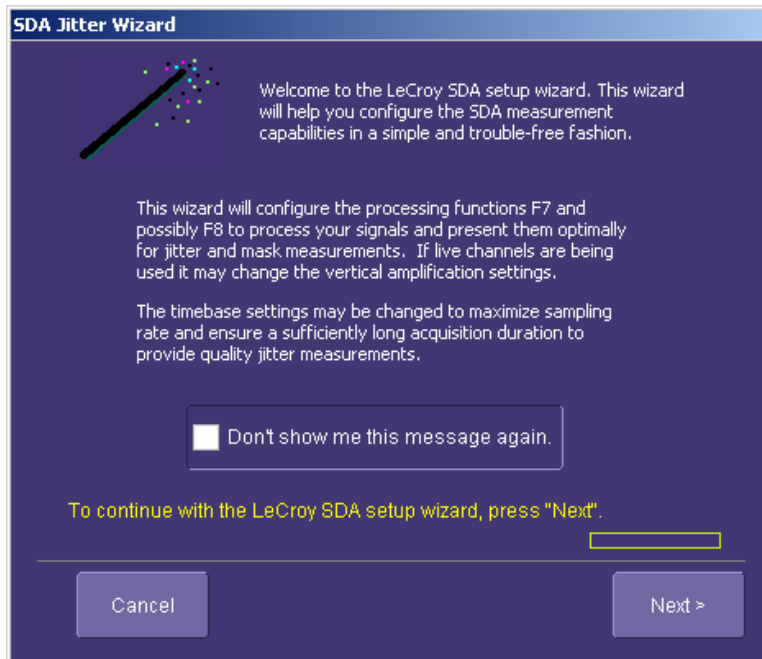 SDA Jitter Wizard
Welcome to the LeCroy SDA setup wizard. This wizard
will help you configure the SDA measurement
capabilities in a simple and trouble-free fashion.
This wizard will configure the processing functions F7 and
possibly F8 to process your signals and present them optimally
for jitter and mask measurements.  If live channels are being
used it may change the vertical amplification settings.
The timebase settings may be changed to maximize sampling
rate and ensure a sufficiently long acquisition duration to
provide quality jitter measurements.
Don't show me this message again.
To continue with the LeCroy SDA setup wizard, press "Next".
Cancel
Next >